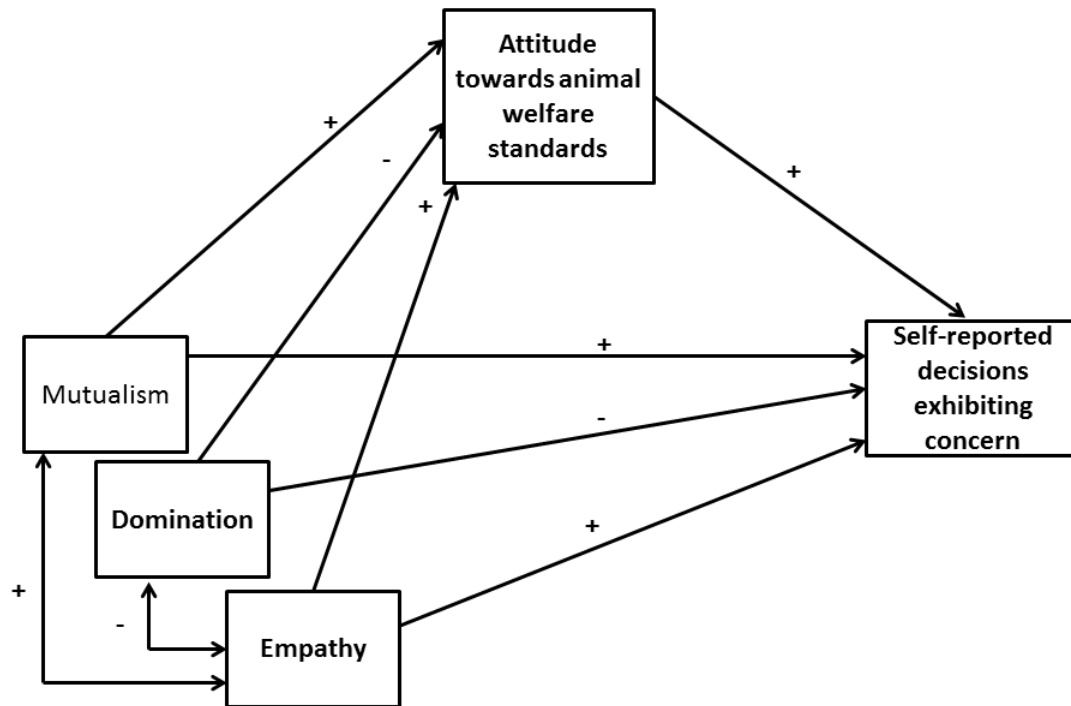 Attitude
towards animal
welfare
standards
+
-
+
+
Mutualism
+
Self-reported
decisions
exhibiting
concern
-
Domination
+
+
-
Empathy